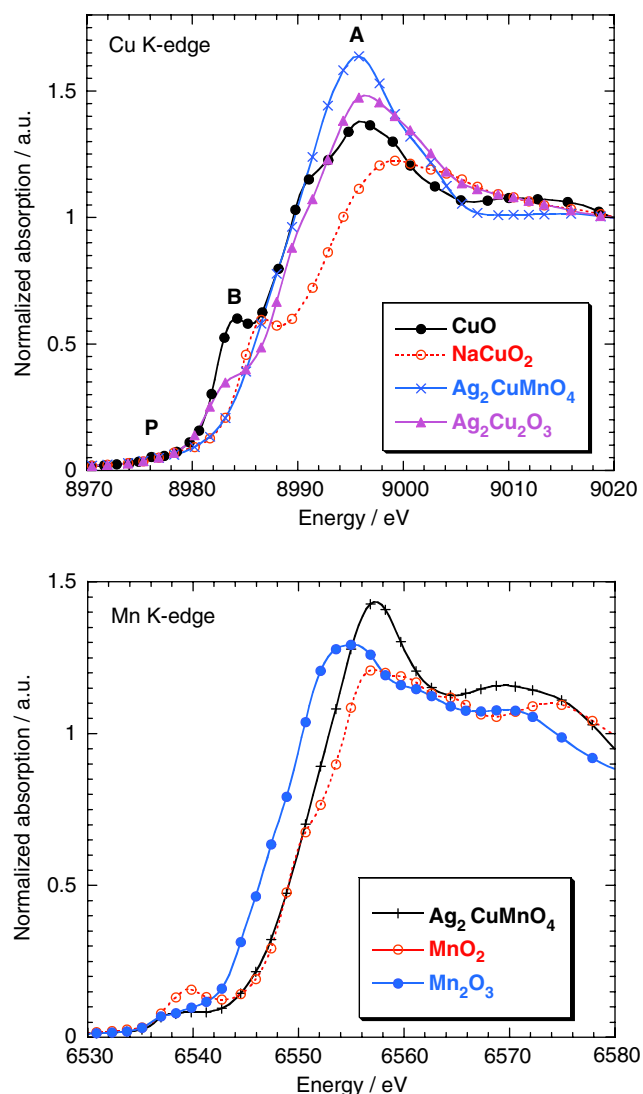 Cu K-edge
A
B
P
Normalized absorption / a.u.
1.5
1
0.5
0
CuO
NaCuO₂
Ag₂CuMnO₄
Ag₂Cu₂O₃
8970 8980 8990 9000 9010 9020
Energy / eV
Mn K-edge
Normalized absorption / a.u.
1.5
1
0.5
0
Ag₂ CuMnO₄
MnO₂
Mn₂O₃
6530 6540 6550 6560 6570 6580
Energy / eV